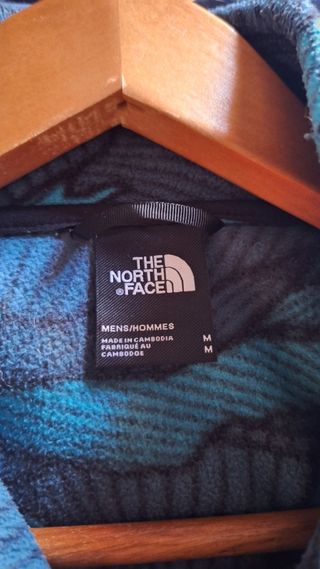 THE
NORTH
®FACE
MENS/HOMMES
MADE IN CAMBODIA M
FABRIQUÉ AU M
CAMBODGE